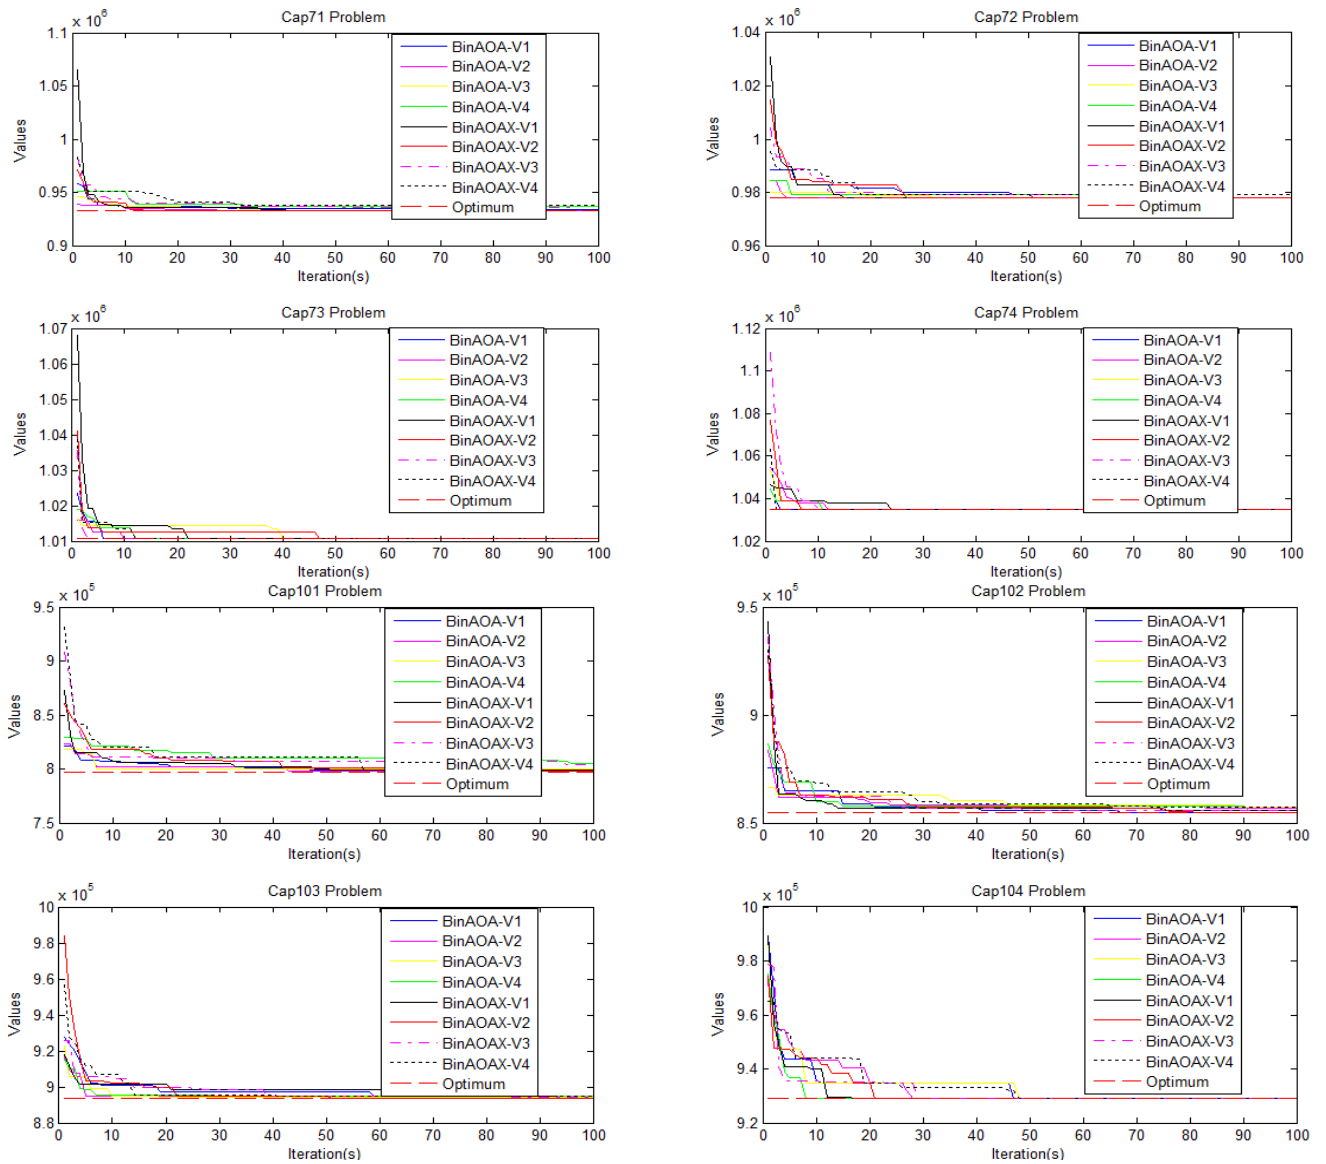 Cap71 Problem
x 10^6
1.1
1.05
1
0.95
0.9
Values
0 10 20 30 40 50 60 70 80 90 100
Iteration(s)
BinAOA-V1
BinAOA-V2
BinAOA-V3
BinAOA-V4
BinAOAX-V1
BinAOAX-V2
BinAOAX-V3
BinAOAX-V4
Optimum
Cap72 Problem
x 10^6
1.04
1.02
1
0.98
0.96
Values
0 10 20 30 40 50 60 70 80 90 100
Iteration(s)
BinAOA-V1
BinAOA-V2
BinAOA-V3
BinAOA-V4
BinAOAX-V1
BinAOAX-V2
BinAOAX-V3
BinAOAX-V4
Optimum
Cap73 Problem
x 10^6
1.07
1.06
1.05
1.04
1.03
1.02
1.01
Values
0 10 20 30 40 50 60 70 80 90 100
Iteration(s)
BinAOA-V1
BinAOA-V2
BinAOA-V3
BinAOA-V4
BinAOAX-V1
BinAOAX-V2
BinAOAX-V3
BinAOAX-V4
Optimum
Cap74 Problem
x 10^6
1.12
1.1
1.08
1.06
1.04
1.02
Values
0 10 20 30 40 50 60 70 80 90 100
Iteration(s)
BinAOA-V1
BinAOA-V2
BinAOA-V3
BinAOA-V4
BinAOAX-V1
BinAOAX-V2
BinAOAX-V3
BinAOAX-V4
Optimum
Cap101 Problem
x 10^5
9.5
9
8.5
8
7.5
Values
0 10 20 30 40 50 60 70 80 90 100
Iteration(s)
BinAOA-V1
BinAOA-V2
BinAOA-V3
BinAOA-V4
BinAOAX-V1
BinAOAX-V2
BinAOAX-V3
BinAOAX-V4
Optimum
Cap102 Problem
x 10^5
9.5
9
8.5
Values
0 10 20 30 40 50 60 70 80 90 100
Iteration(s)
BinAOA-V1
BinAOA-V2
BinAOA-V3
BinAOA-V4
BinAOAX-V1
BinAOAX-V2
BinAOAX-V3
BinAOAX-V4
Optimum
Cap103 Problem
x 10^5
10
9.8
9.6
9.4
9.2
9
8.8
Values
0 10 20 30 40 50 60 70 80 90 100
Iteration(s)
BinAOA-V1
BinAOA-V2
BinAOA-V3
BinAOA-V4
BinAOAX-V1
BinAOAX-V2
BinAOAX-V3
BinAOAX-V4
Optimum
Cap104 Problem
x 10^5
10
9.8
9.6
9.4
9.2
Values
0 10 20 30 40 50 60 70 80 90 100
Iteration(s)
BinAOA-V1
BinAOA-V2
BinAOA-V3
BinAOA-V4
BinAOAX-V1
BinAOAX-V2
BinAOAX-V3
BinAOAX-V4
Optimum